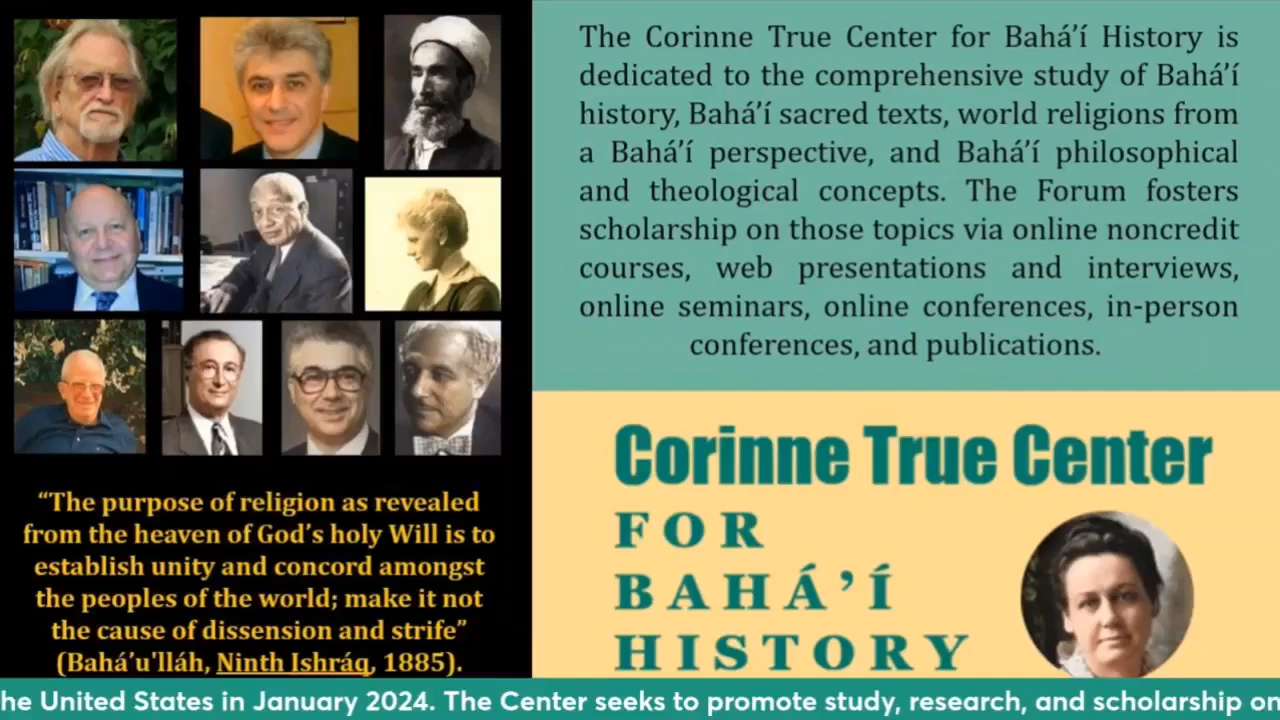 The Corinne True Center for Bahá’í History is
dedicated to the comprehensive study of Bahá’í
history, Bahá’í sacred texts, world religions from
a Bahá’í perspective, and Bahá’í philosophical
and theological concepts. The Forum fosters
scholarship on those topics via online noncredit
courses, web presentations and interviews,
online seminars, online conferences, in-person
conferences, and publications.
“The purpose of religion as revealed
from the heaven of God’s holy Will is to
establish unity and concord amongst
the peoples of the world; make it not
the cause of dissension and strife”
(Bahá’u'lláh, Ninth Ishráq, 1885).
Corinne True Center
FOR
BAHÁ’Í
HISTORY
he United States in January 2024. The Center seeks to promote study, research, and scholarship on